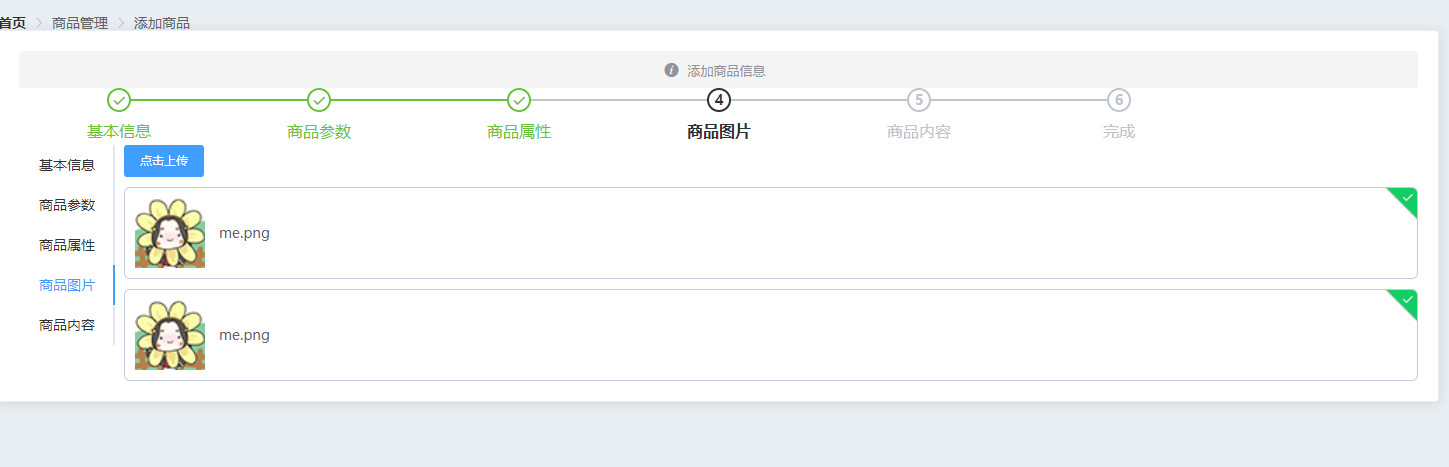 首页 商品管理 添加商品
添加商品信息
4 5 6
基本信息 商品参数 商品属性 商品图片 商品内容 完成
基本信息
商品参数
商品属性
商品图片
商品内容
点击上传
me.png
me.png